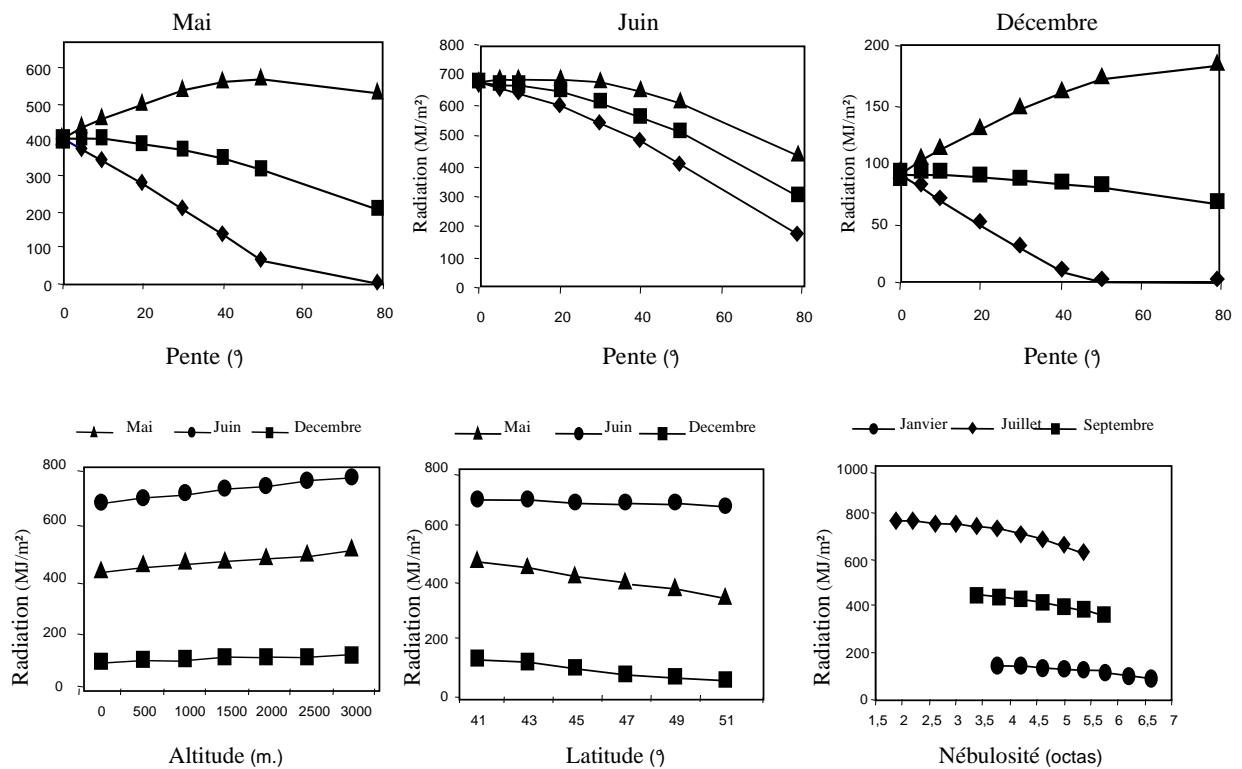 Mai
600
500
400
300
200
100
0
0 20 40 60 80
Pente (°)
Juin
Radiation (MJ/m²)
800
700
600
500
400
300
200
100
0
0 20 40 60 80
Pente (°)
Décembre
Radiation (MJ/m²)
200
150
100
50
0
0 20 40 60 80
Pente (°)
Mai Juin Decembre
Radiation (MJ/m²)
800
600
400
200
0
0 500 1000 1500 2000 2500 3000
Altitude (m.)
Mai Juin Decembre
Radiation (MJ/m²)
800
600
400
200
0
41 43 45 47 49 51
Latitude (°)
Janvier Juillet Septembre
Radiation (MJ/m²)
1000
800
600
400
200
0
1,5 2 2,5 3 3,5 4 4,5 5 5,5 6 6,5 7
Nébulosité (octas)